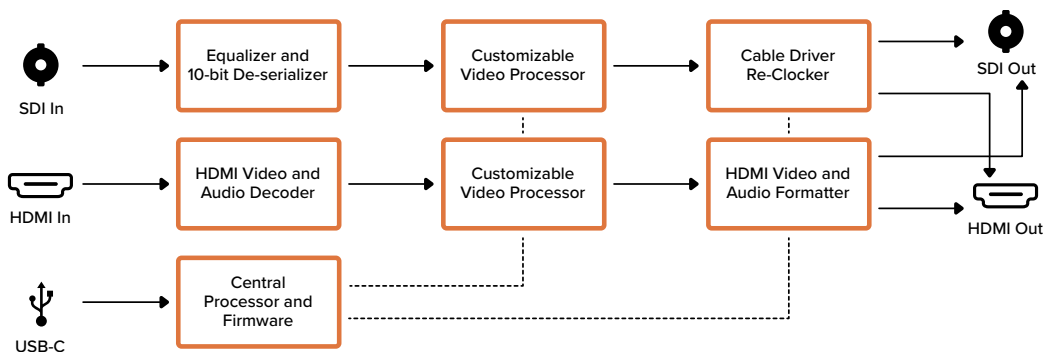 SDI In
Equalizer and
10-bit De-serializer
Customizable
Video Processor
Cable Driver
Re-Clocker
SDI Out
HDMI In
HDMI Video and
Audio Decoder
Customizable
Video Processor
HDMI Video and
Audio Formatter
HDMI Out
USB-C
Central
Processor and
Firmware